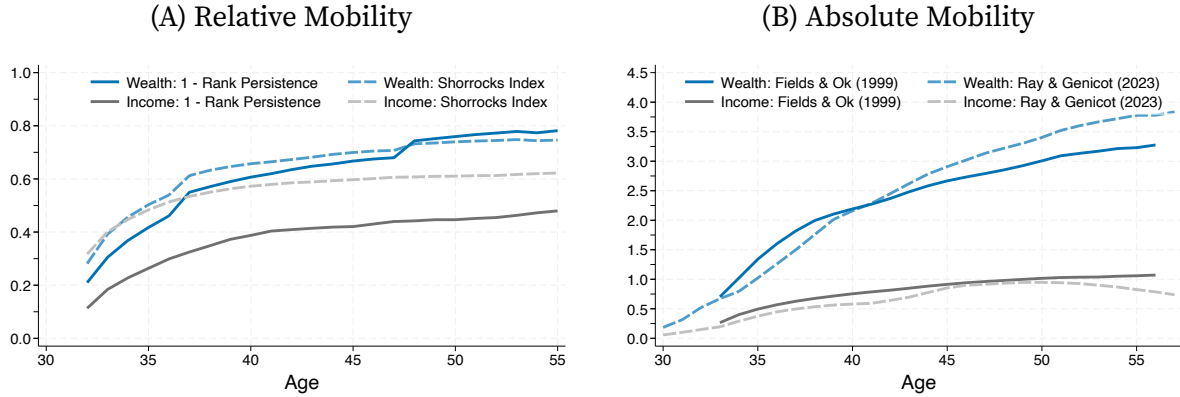 (A) Relative Mobility
Wealth: 1 - Rank Persistence
Wealth: Shorrocks Index
Income: 1 - Rank Persistence
Income: Shorrocks Index
1.0
0.8
0.6
0.4
0.2
0.0
30 35 40 45 50 55
Age
(B) Absolute Mobility
Wealth: Fields & Ok (1999)
Wealth: Ray & Genicot (2023)
Income: Fields & Ok (1999)
Income: Ray & Genicot (2023)
4.5
4.0
3.5
3.0
2.5
2.0
1.5
1.0
0.5
0.0
30 35 40 45 50 55
Age